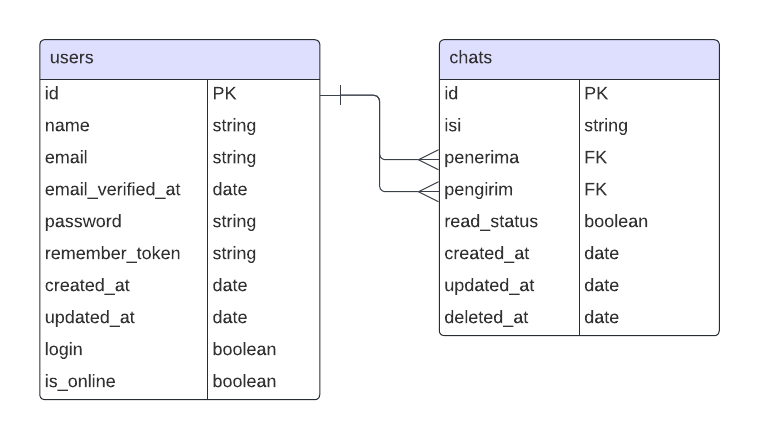 users
id PK
name string
email string
email_verified_at date
password string
remember_token string
created_at date
updated_at date
login boolean
is_online boolean
chats
id PK
isi string
penerima FK
pengirim FK
read_status boolean
created_at date
updated_at date
deleted_at date